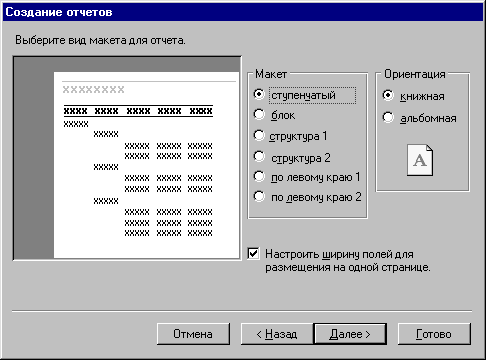 Создание отчетов
Выберите вид макета для отчета.
Макет
ступенчатый
блок
структура 1
структура 2
по левому краю 1
по левому краю 2
Ориентация
книжная
альбомная
A
xxxxxxxx
xxxx xxxx xxxx xxxx xxxx
xxxxx
xxxxx
xxxxx xxxxx xxxxx
xxxxx xxxxx xxxxx
xxxxx
xxxxx xxxxx xxxxx
xxxxx xxxxx xxxxx
xxxxx
xxxxx xxxxx xxxxx
xxxxx xxxxx xxxxx
xxxxx xxxxx xxxxx
Настроить ширину полей для
размещения на одной странице.
Отмена
< Назад
Далее >
Готово